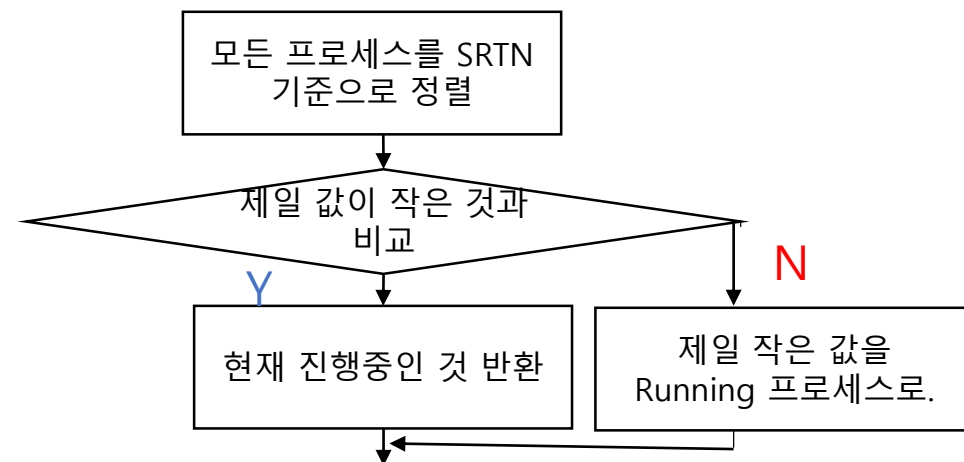 모든 프로세스를 SRTN
기준으로 정렬
제일 값이 작은 것과
비교
Y
N
현재 진행중인 것 반환
제일 작은 값을
Running 프로세스로.